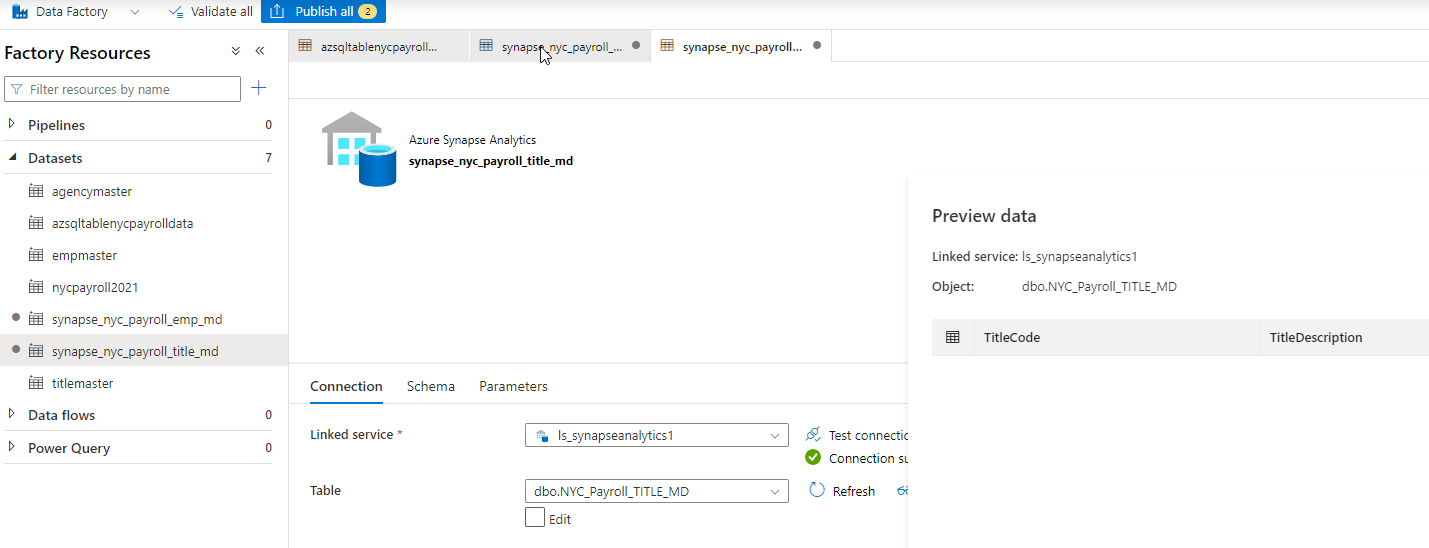 Data Factory
Validate all
Publish all 2
Factory Resources
Filter resources by name
Pipelines 0
Datasets 7
agencymaster
azsqltablenycpayrolldata
empmaster
nycpayroll2021
synapse_nyc_payroll_emp_md
synapse_nyc_payroll_title_md
titlemaster
Data flows 0
Power Query 0
azsqltablenycpayroll...
synapse_nyc_payroll_...
synapse_nyc_payroll...
Azure Synapse Analytics
synapse_nyc_payroll_title_md
Connection Schema Parameters
Linked service * ls_synapseanalytics1
Test connectio
Connection su
Table dbo.NYC_Payroll_TITLE_MD
Refresh
Edit
Preview data
Linked service: ls_synapseanalytics1
Object: dbo.NYC_Payroll_TITLE_MD
TitleCode TitleDescription